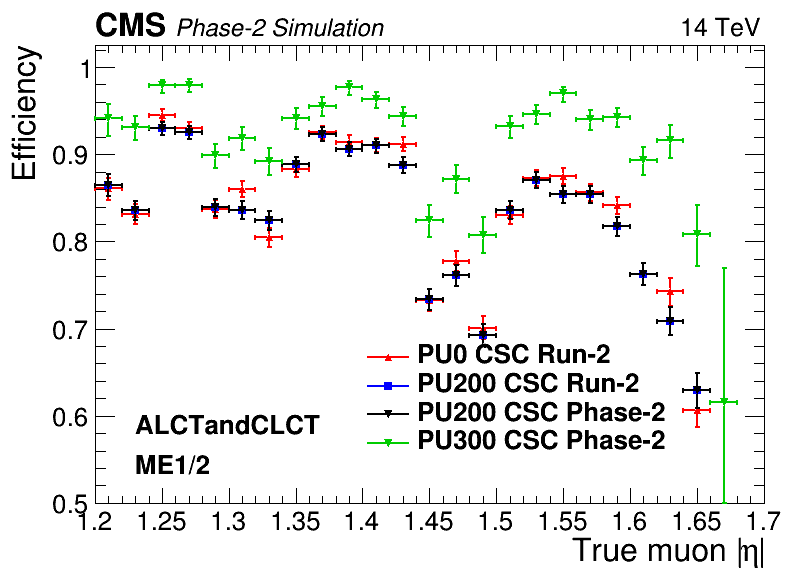 CMS Phase-2 Simulation 14 TeV
Efficiency
1
0.9
0.8
0.7
0.6
0.5
PU0 CSC Run-2
PU200 CSC Run-2
PU200 CSC Phase-2
PU300 CSC Phase-2
ALCTandCLCT
ME1/2
1.2 1.25 1.3 1.35 1.4 1.45 1.5 1.55 1.6 1.65 1.7
True muon |η|